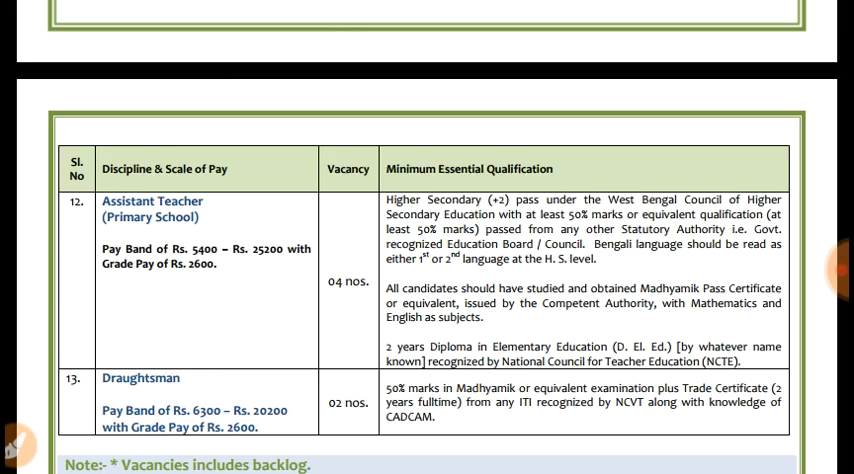 Sl. No
Discipline & Scale of Pay
Vacancy
Minimum Essential Qualification
12.
Assistant Teacher
(Primary School)
Pay Band of Rs. 5400 – Rs. 25200 with
Grade Pay of Rs. 2600.
04 nos.
Higher Secondary (+2) pass under the West Bengal Council of Higher
Secondary Education with at least 50% marks or equivalent qualification (at
least 50% marks) passed from any other Statutory Authority i.e. Govt.
recognized Education Board / Council. Bengali language should be read as
either 1st or 2nd language at the H. S. level.
All candidates should have studied and obtained Madhyamik Pass Certificate
or equivalent, issued by the Competent Authority, with Mathematics and
English as subjects.
2 years Diploma in Elementary Education (D. El. Ed.) [by whatever name
known] recognized by National Council for Teacher Education (NCTE).
13.
Draughtsman
Pay Band of Rs. 6300 – Rs. 20200
with Grade Pay of Rs. 2600.
02 nos.
50% marks in Madhyamik or equivalent examination plus Trade Certificate (2
years fulltime) from any ITI recognized by NCVT along with knowledge of
CADCAM.
Note:- * Vacancies includes backlog.